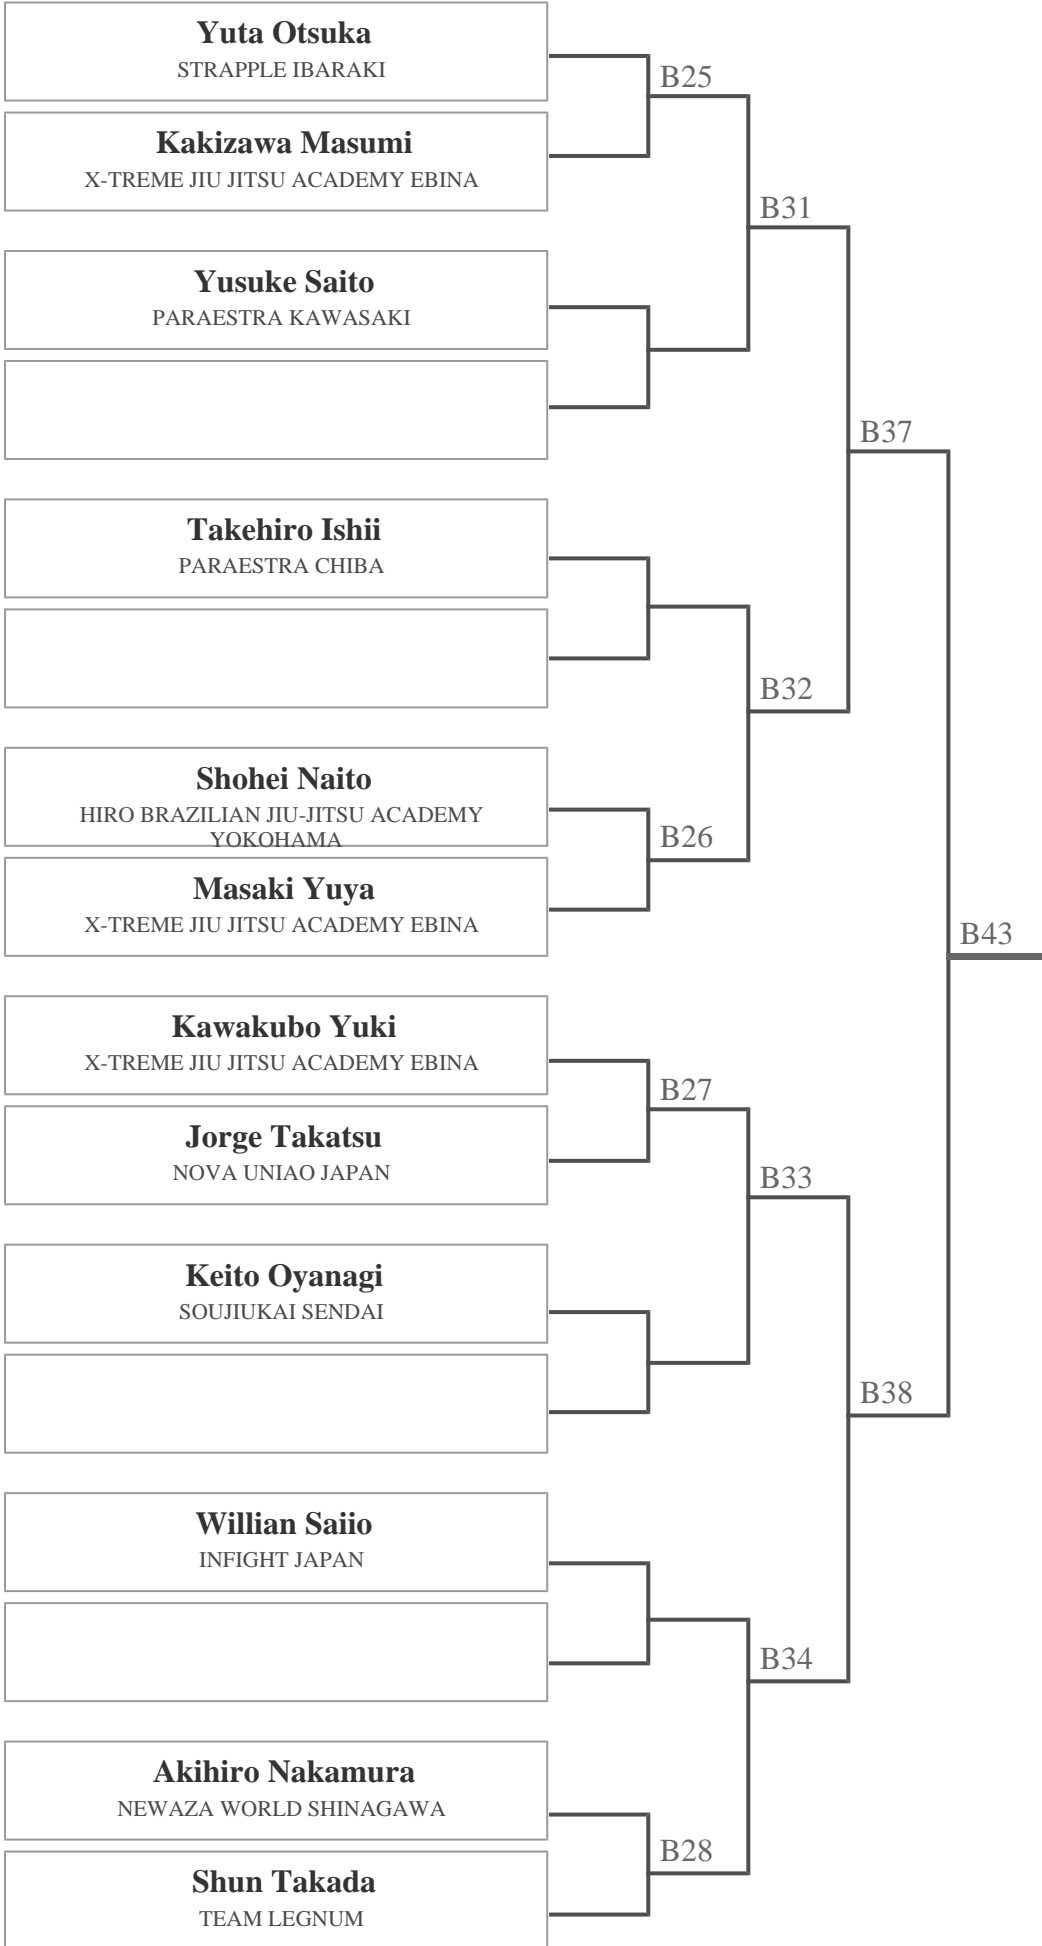 Yuta Otsuka
STRAPPLE IBARAKI
B25
Kakizawa Masumi
X-TREME JIU JITSU ACADEMY EBINA
B31
Yusuke Saito
PARAESTRA KAWASAKI
B37
Takehiro Ishii
PARAESTRA CHIBA
B32
Shohei Naito
HIRO BRAZILIAN JIU-JITSU ACADEMY
YOKOHAMA
B26
Masaki Yuya
X-TREME JIU JITSU ACADEMY EBINA
B43
Kawakubo Yuki
X-TREME JIU JITSU ACADEMY EBINA
B27
Jorge Takatsu
NOVA UNIAO JAPAN
B33
Keito Oyanagi
SOUJIUKAI SENDAI
B38
Willian Saiio
INFIGHT JAPAN
B34
Akihiro Nakamura
NEWAZA WORLD SHINAGAWA
B28
Shun Takada
TEAM LEGNUM